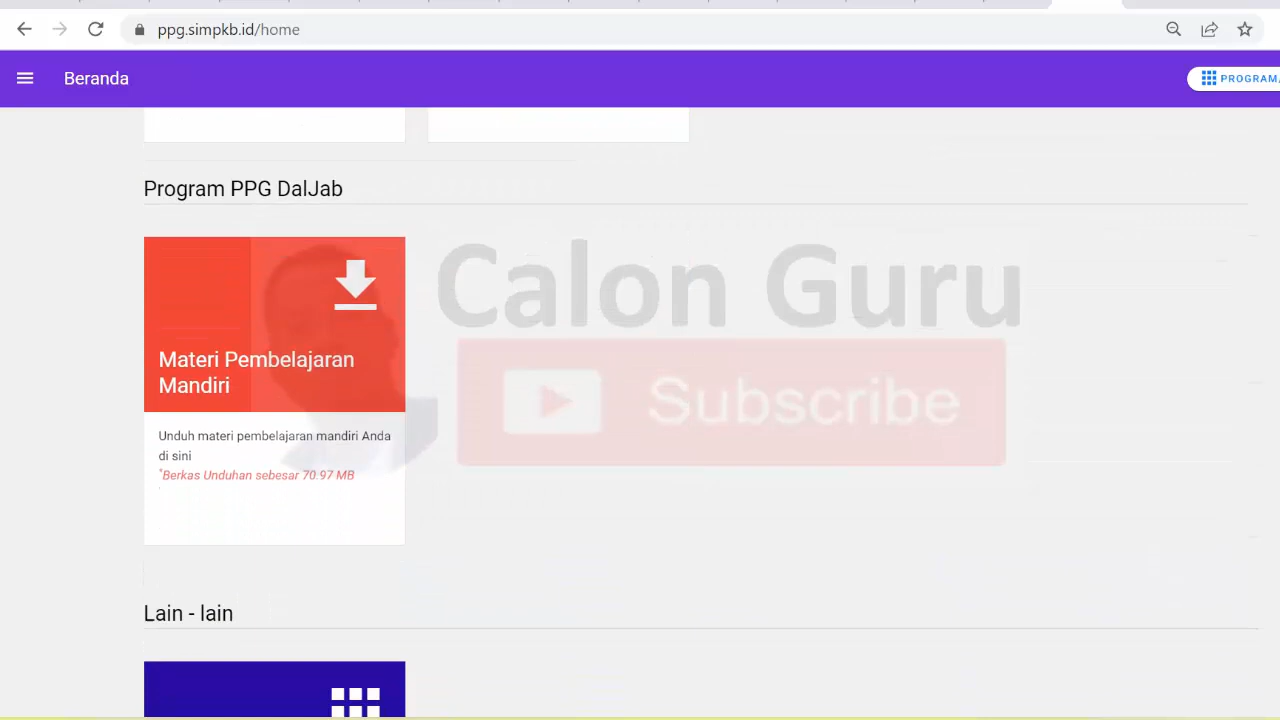 ppg.simpkb.id/home
Beranda
PROGRAM
Program PPG DalJab
Calon Guru
Subscribe
Materi Pembelajaran
Mandiri
Unduh materi pembelajaran mandiri Anda
di sini
*Berkas Unduhan sebesar 70.97 MB
Lain - lain